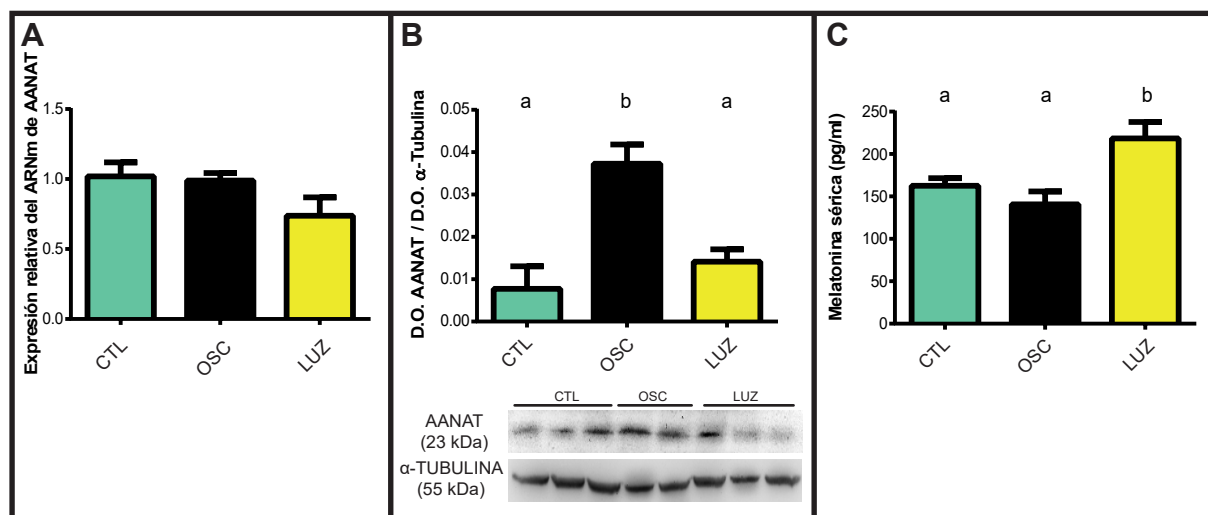 A
Expresión relativa del ARNm de AANAT
1.5
1.0
0.5
0.0
CTL
OSC
LUZ
B
D.O. AANAT / D.O. α-Tubulina
a
b
a
0.05
0.04
0.03
0.02
0.01
0.00
CTL
OSC
LUZ
CTL
OSC
LUZ
AANAT
(23 kDa)
α-TUBULINA
(55 kDa)
C
Melatonina sérica (pg/ml)
a
a
b
250
200
150
100
50
0
CTL
OSC
LUZ